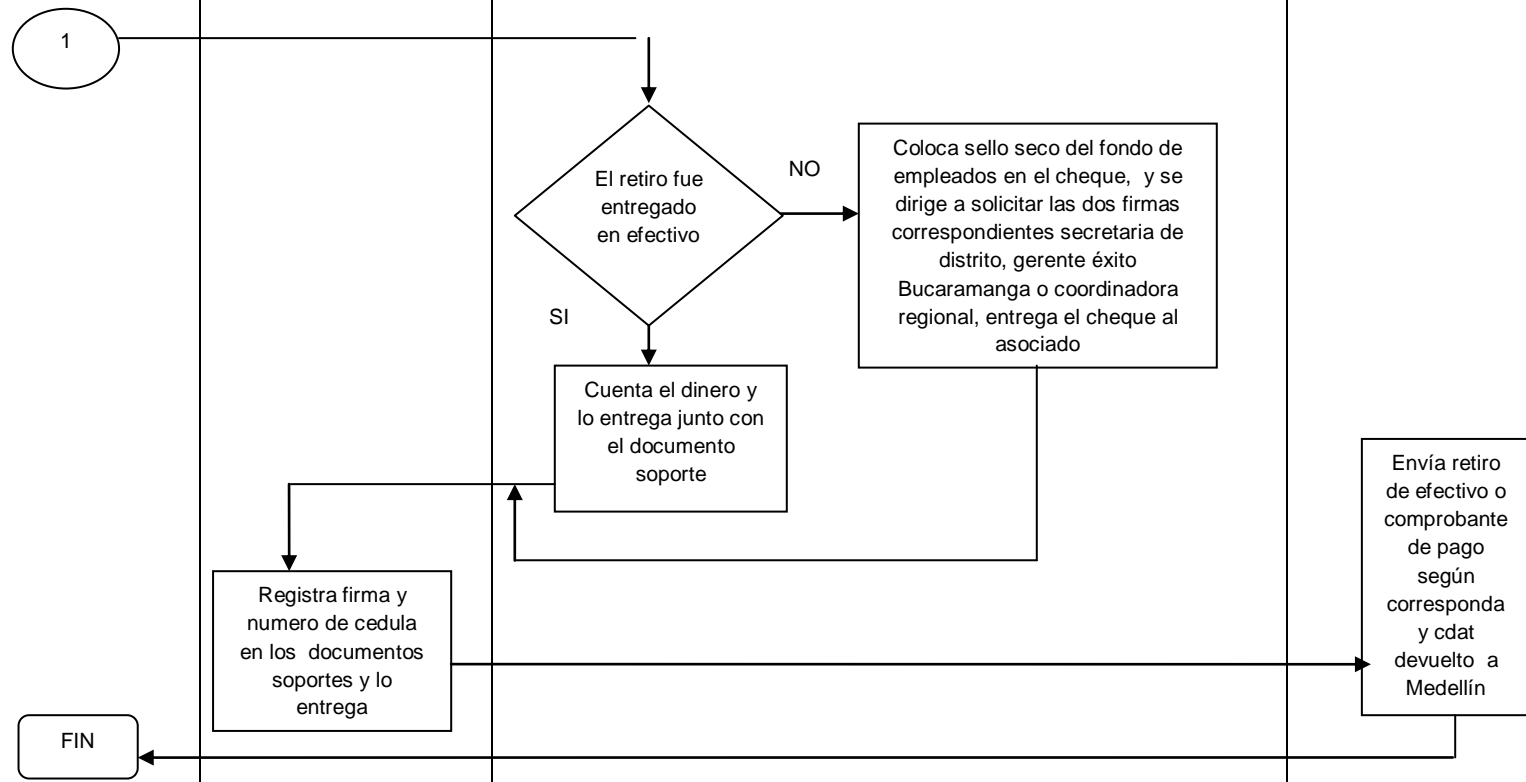 1
El retiro fue
entregado
en efectivo
NO
Coloca sello seco del fondo de
empleados en el cheque,  y se
dirige a solicitar las dos firmas
correspondientes secretaria de
distrito, gerente éxito
Bucaramanga o coordinadora
regional, entrega el cheque al
asociado
SI
Cuenta el dinero y
lo entrega junto con
el documento
soporte
Registra firma y
numero de cedula
en los  documentos
soportes y lo
entrega
Envía retiro
de efectivo o
comprobante
de pago
según
corresponda
y cdat
devuelto  a
Medellín
FIN